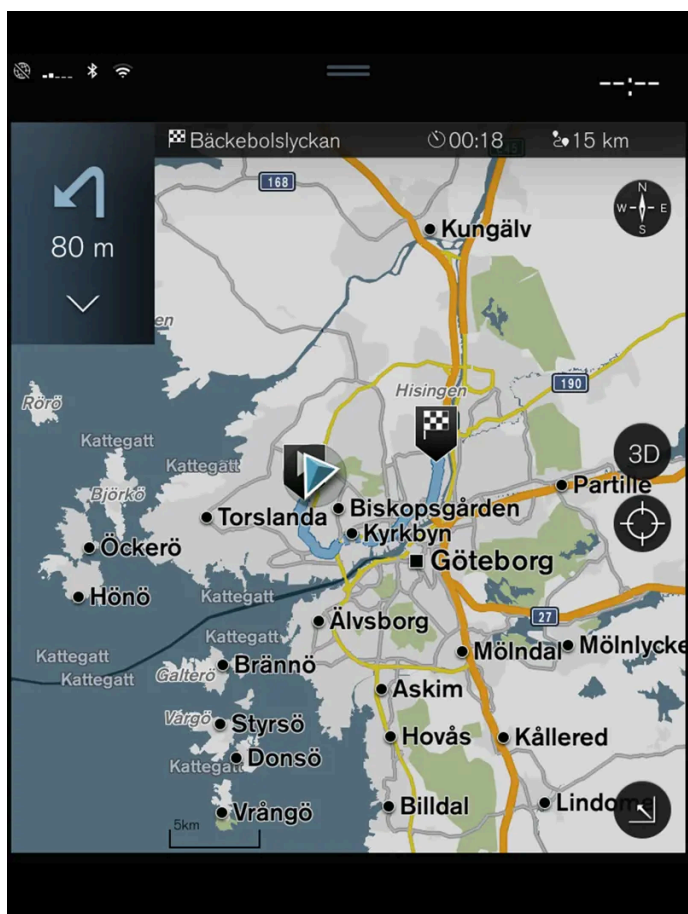 --:--
Bäckebolslyckan 00:18 15 km
80 m
168
N
W E
S
Kungälv
en
190
Hisingen
Rörö
3D
Kattegatt
Kattegatt
Partille
Björkö
Biskopsgården
Torslanda
Kyrkbyn
Öckerö
Göteborg
Hönö
Kattegatt
27
Älvsborg
Kattegatt
Mölnlycke
Mölndal
Kattegatt
Brännö
Galterö
Kattegatt
Askim
Vargö
Styrsö
Hovås
Kållered
Donsö
Kattegatt
Lindome
Billdal
Vrångö
5km